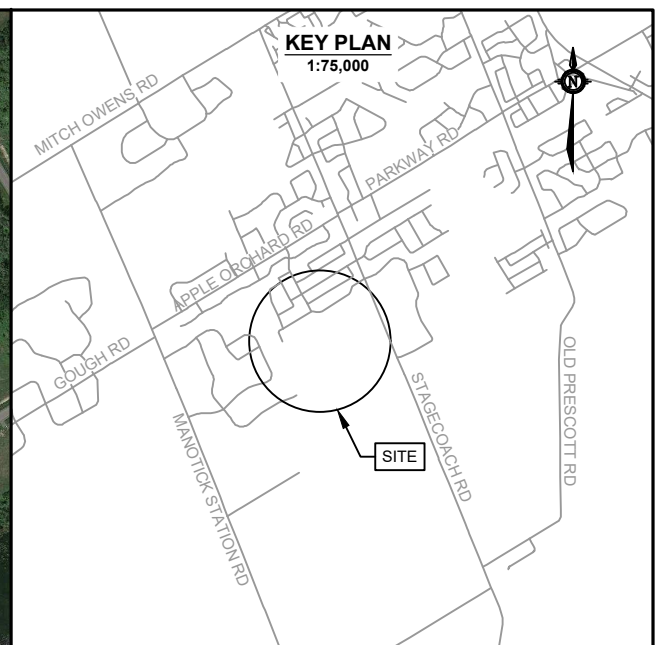 KEY PLAN
1:75,000
N
MITCH OWENS RD
PARKWAY RD
APPLE ORCHARD RD
GOUGH RD
MANOTICK STATION RD
STAGECOACH RD
OLD PRESCOTT RD
SITE